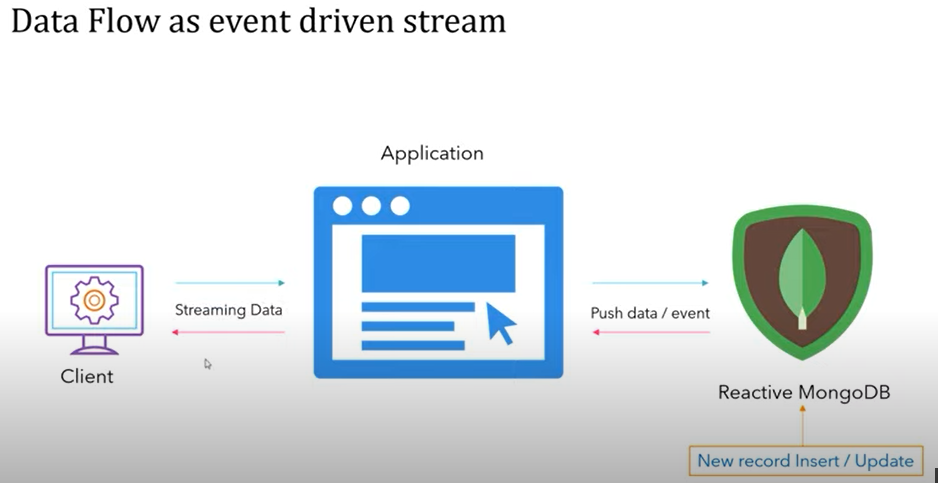 Data Flow as event driven stream
Application
Streaming Data
Push data / event
Client
Reactive MongoDB
New record Insert / Update